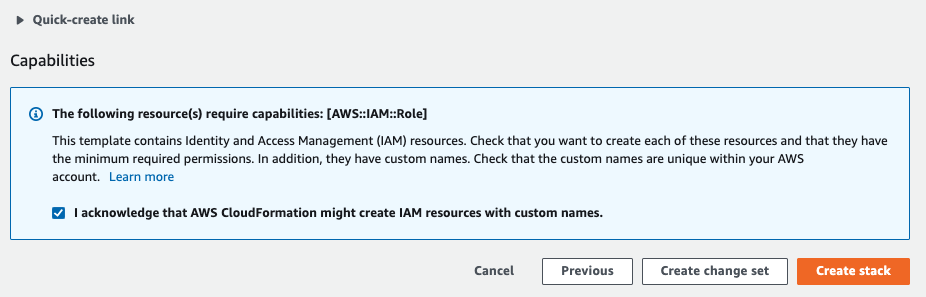 Quick-create link
Capabilities
The following resource(s) require capabilities: [AWS::IAM::Role]
This template contains Identity and Access Management (IAM) resources. Check that you want to create each of these resources and that they have
the minimum required permissions. In addition, they have custom names. Check that the custom names are unique within your AWS
account. Learn more
I acknowledge that AWS CloudFormation might create IAM resources with custom names.
Cancel Previous Create change set Create stack